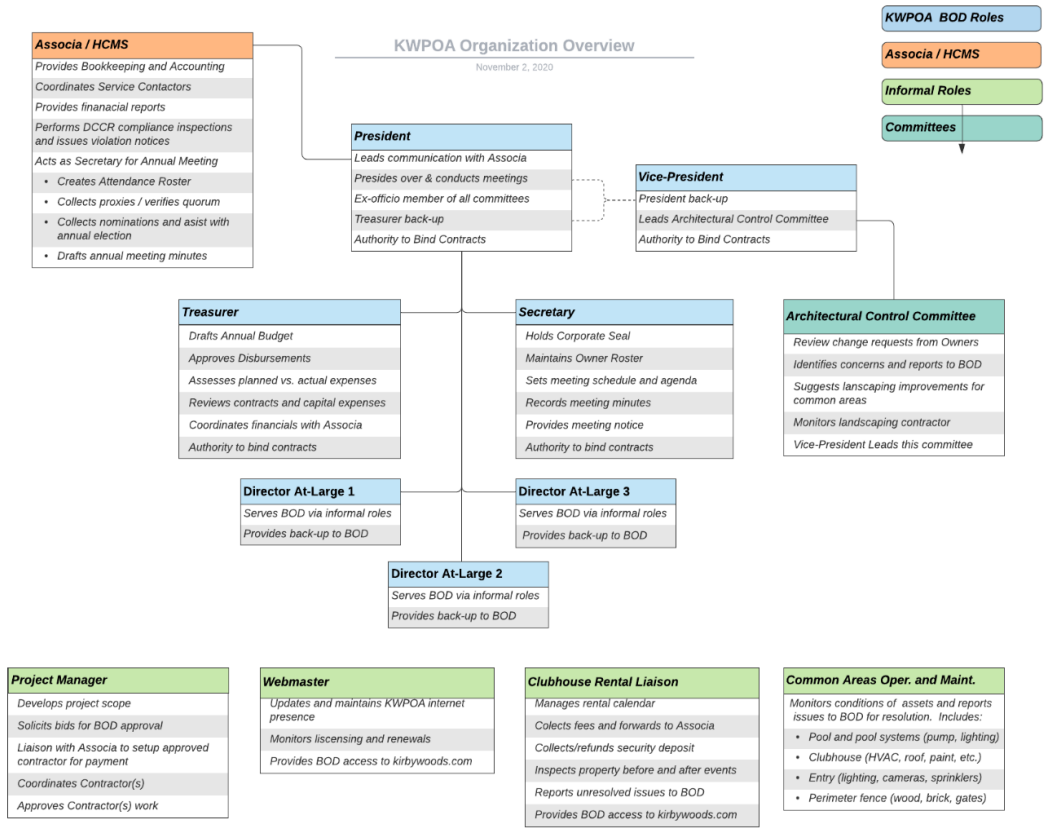 KWPOA Organization Overview
November 2, 2020
KWPOA  BOD Roles
Associa / HCMS
Informal Roles
Committees
Associa / HCMS
Provides Bookkeeping and Accounting
Coordinates Service Contactors
Provides finanacial reports
Performs DCCR compliance inspections
and issues violation notices
Acts as Secretary for Annual Meeting
• Creates Attendance Roster
• Collects proxies / verifies quorum
• Collects nominations and asist with
annual election
• Drafts annual meeting minutes
President
Leads communication with Associa
Presides over & conducts meetings
Ex-officio member of all committees
Treasurer back-up
Authority to Bind Contracts
Vice-President
President back-up
Leads Architectural Control Committee
Authority to Bind Contracts
Treasurer
Drafts Annual Budget
Approves Disbursements
Assesses planned vs. actual expenses
Reviews contracts and capital expenses
Coordinates financials with Associa
Authority to bind contracts
Secretary
Holds Corporate Seal
Maintains Owner Roster
Sets meeting schedule and agenda
Records meeting minutes
Provides meeting notice
Authority to bind contracts
Architectural Control Committee
Review change requests from Owners
Identifies concerns and reports to BOD
Suggests lanscaping improvements for
common areas
Monitors landscaping contractor
Vice-President Leads this committee
Director At-Large 1
Serves BOD via informal roles
Provides back-up to BOD
Director At-Large 3
Serves BOD via informal roles
Provides back-up to BOD
Director At-Large 2
Serves BOD via informal roles
Provides back-up to BOD
Project Manager
Develops project scope
Solicits bids for BOD approval
Liaison with Associa to setup approved
contractor for payment
Coordinates Contractor(s)
Approves Contractor(s) work
Webmaster
Updates and maintains KWPOA internet
presence
Monitors liscensing and renewals
Provides BOD access to kirbywoods.com
Clubhouse Rental Liaison
Manages rental calendar
Colects fees and forwards to Associa
Collects/refunds security deposit
Inspects property before and after events
Reports unresolved issues to BOD
Provides BOD access to kirbywoods.com
Common Areas Oper. and Maint.
Monitors conditions of  assets and reports
issues to BOD for resolution.  Includes:
• Pool and pool systems (pump, lighting)
• Clubhouse (HVAC, roof, paint, etc.)
• Entry (lighting, cameras, sprinklers)
• Perimeter fence (wood, brick, gates)